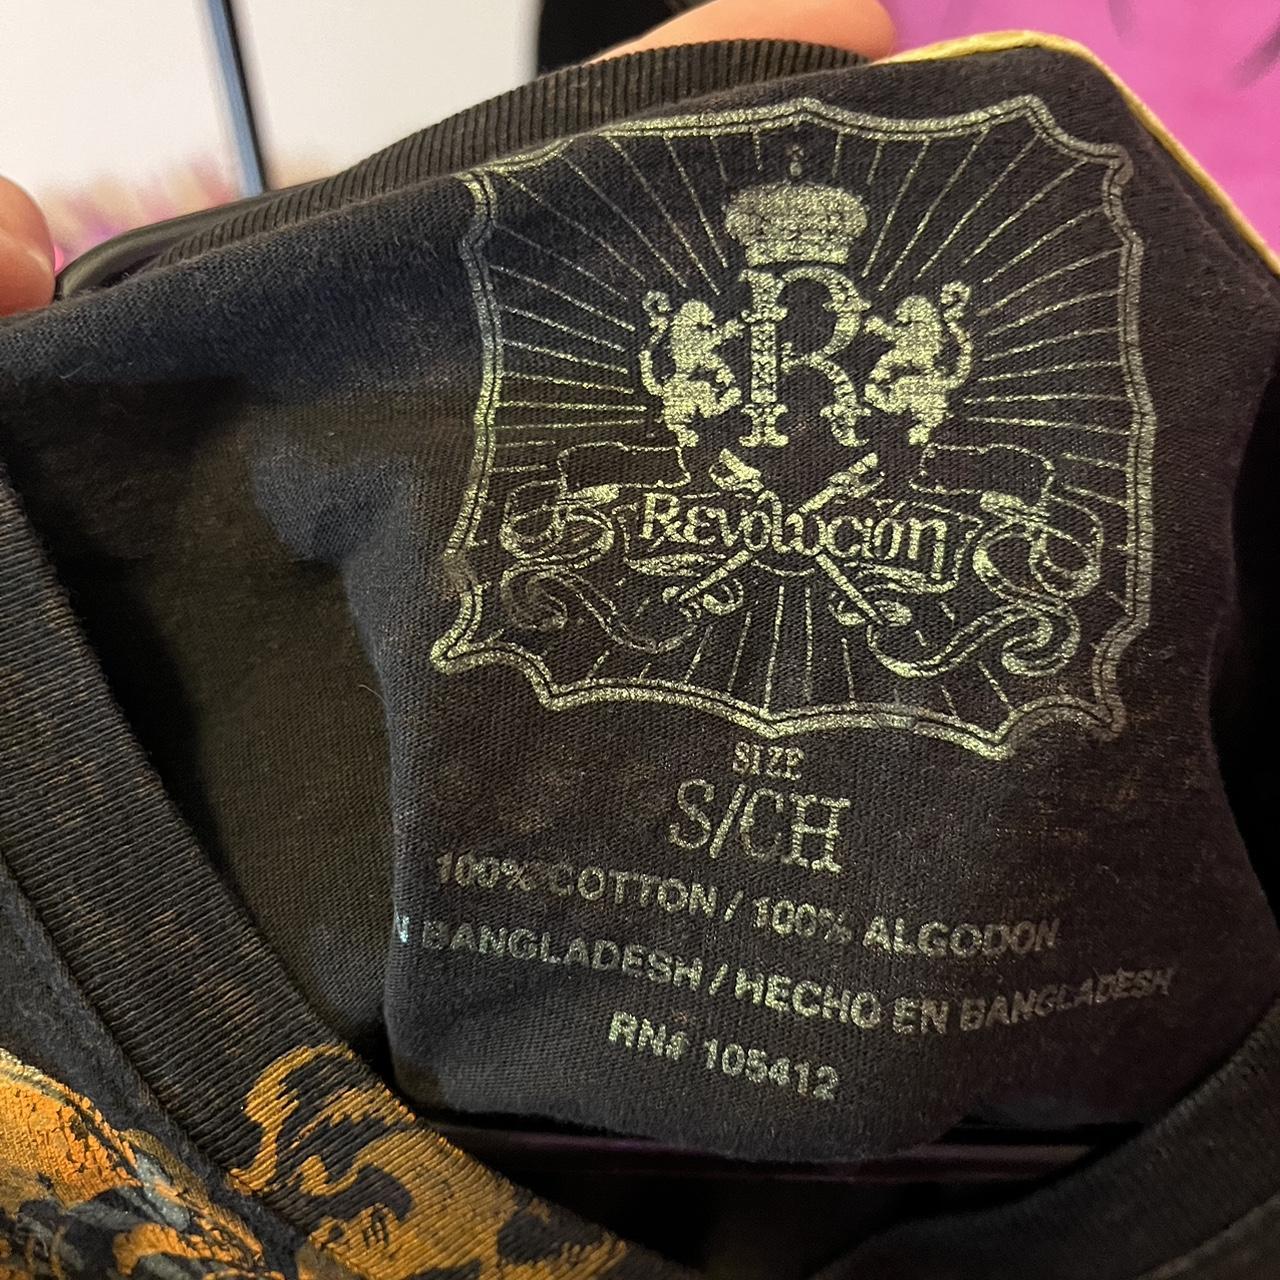 R
Revolución
SIZE
S/CH
100% COTTON / 100% ALGODON
N BANGLADESH / HECHO EN BANGLADESH
RN# 105412